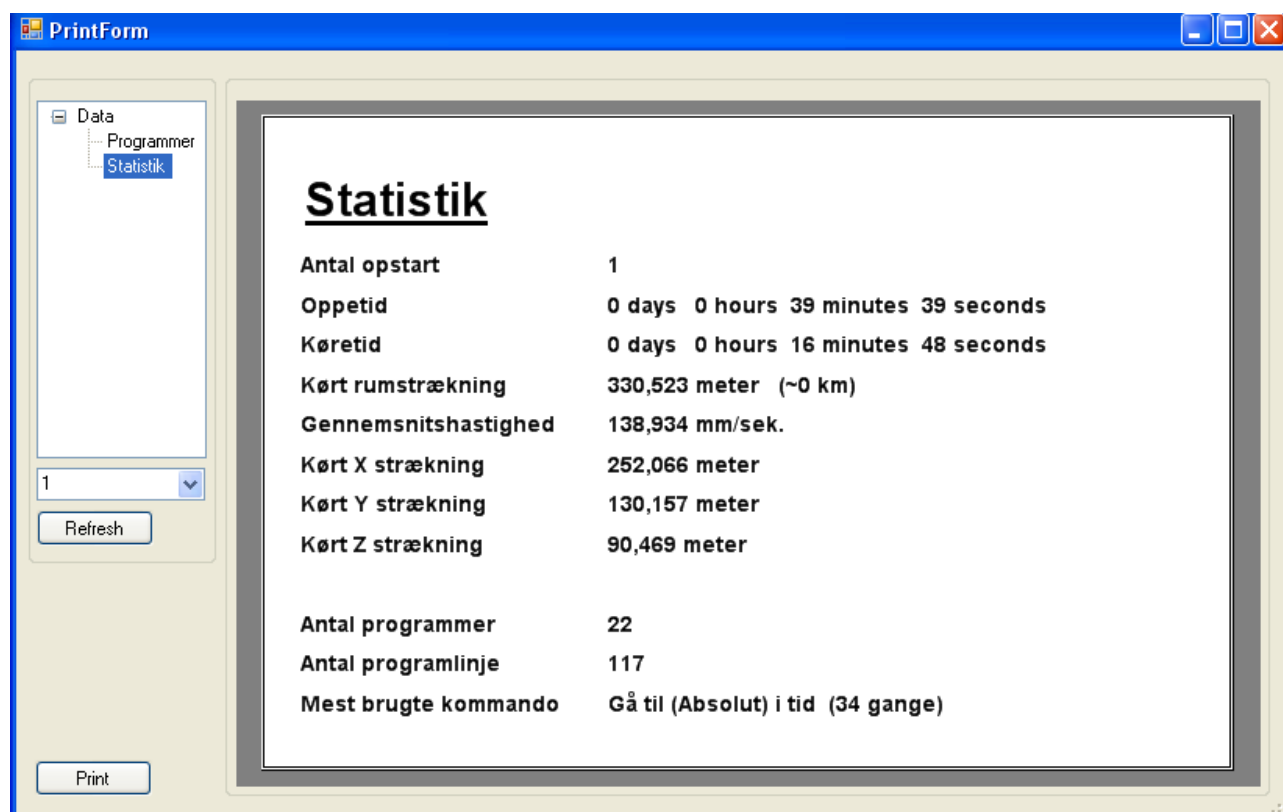 PrintForm
Data
Programmer
Statistik
1
Refresh
Print
Statistik
Antal opstart 1
Oppetid 0 days 0 hours 39 minutes 39 seconds
Køretid 0 days 0 hours 16 minutes 48 seconds
Kørt rumstrækning 330,523 meter (~0 km)
Gennemsnitshastighed 138,934 mm/sek.
Kørt X strækning 252,066 meter
Kørt Y strækning 130,157 meter
Kørt Z strækning 90,469 meter
Antal programmer 22
Antal programlinje 117
Mest brugte kommando Gå til (Absolut) i tid (34 gange)